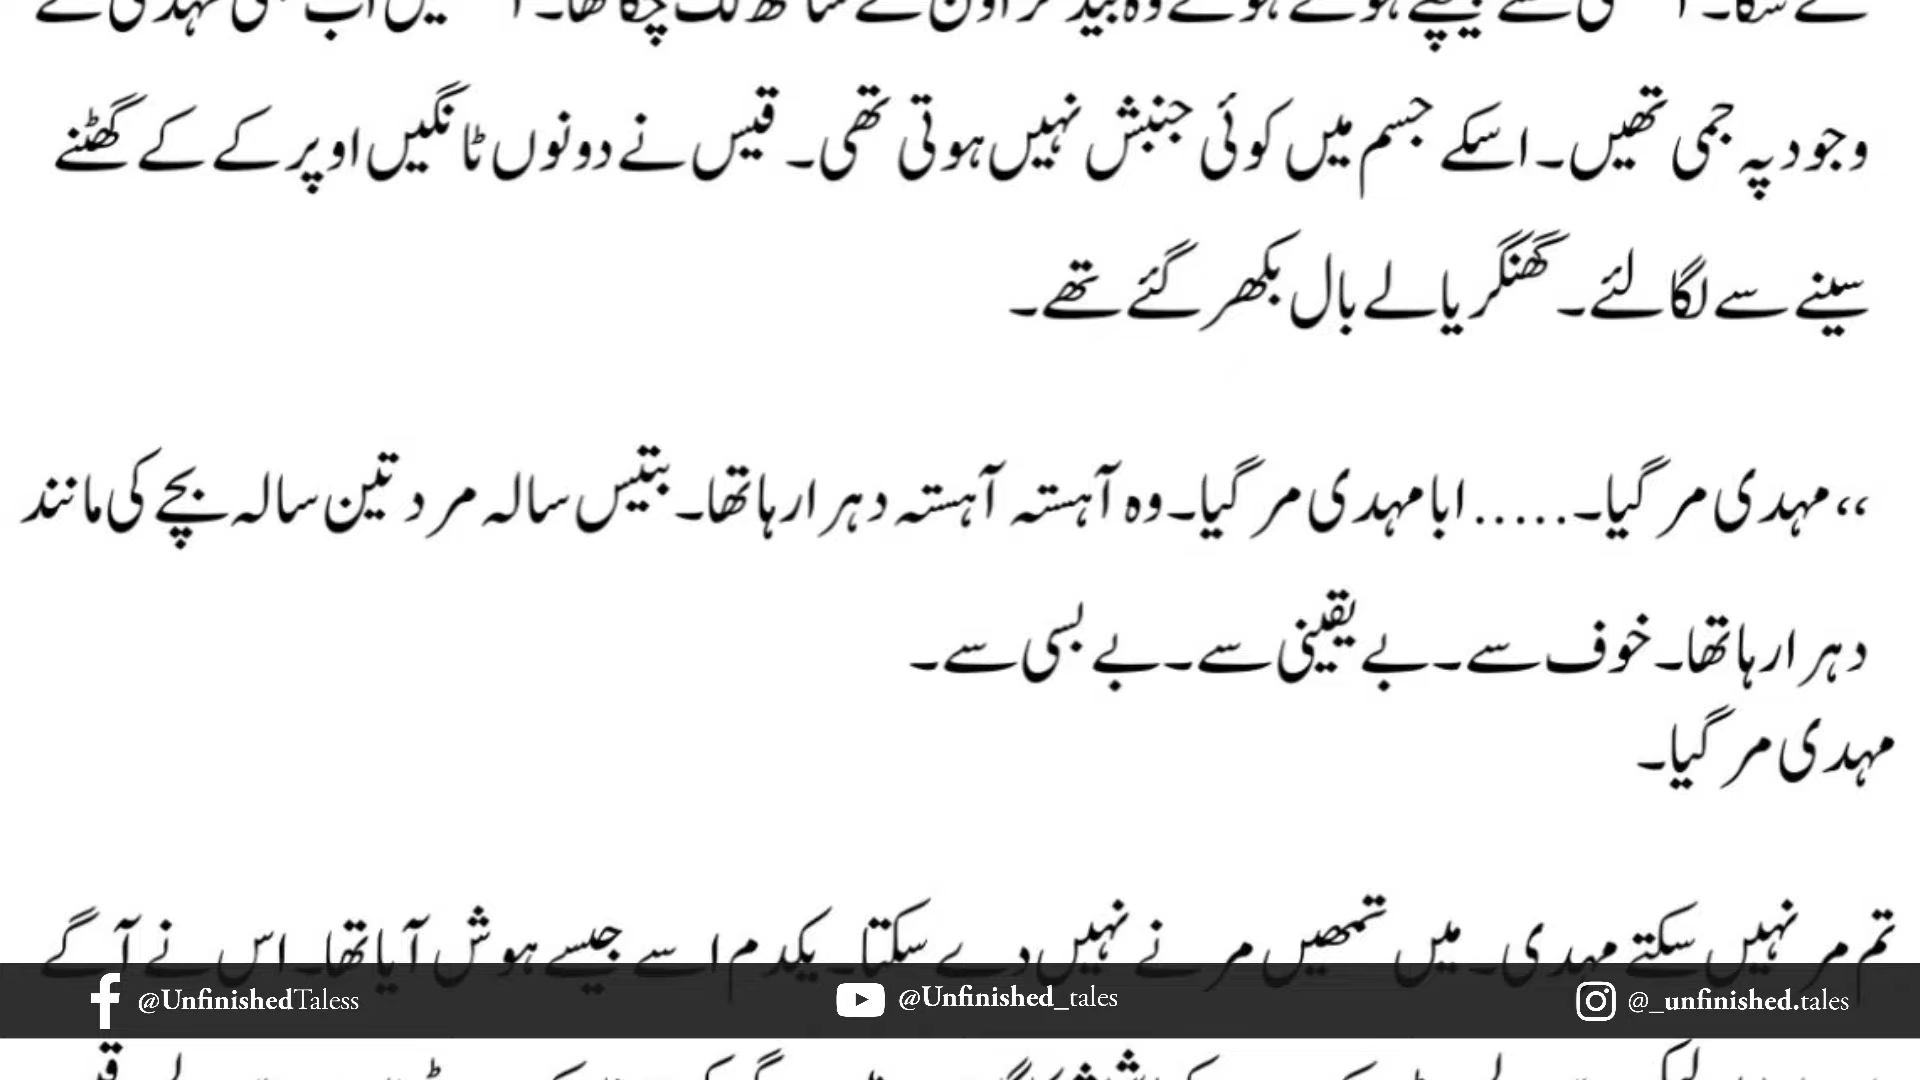 وجود پہ جمی تھیں۔ اسکے جسم میں کوئی جنبش نہیں ہوتی تھی۔ قیس نے دونوں ٹانگیں اوپر کے کے گھٹنے
سینے سے لگا لئے۔ گھنگریالے بال بکھر گئے تھے۔
،،مہدی مر گیا۔..... ابا مہدی مر گیا۔ وہ آہستہ آہستہ دہرا رہا تھا۔ بتیس سالہ مرد تین سالہ بچے کی مانند
دہرا رہا تھا۔ خوف سے۔ بے یقینی سے۔ بے بسی سے۔
مہدی مر گیا۔
تم مر نہیں سکتے مہدی۔ میں تمھیں مرنے نہیں دے سکتا۔ یکدم اسے جیسے ہوش آیا تھا۔ اس نے آگے
@UnfinishedTaless
@Unfinished_tales
@_unfinished.tales